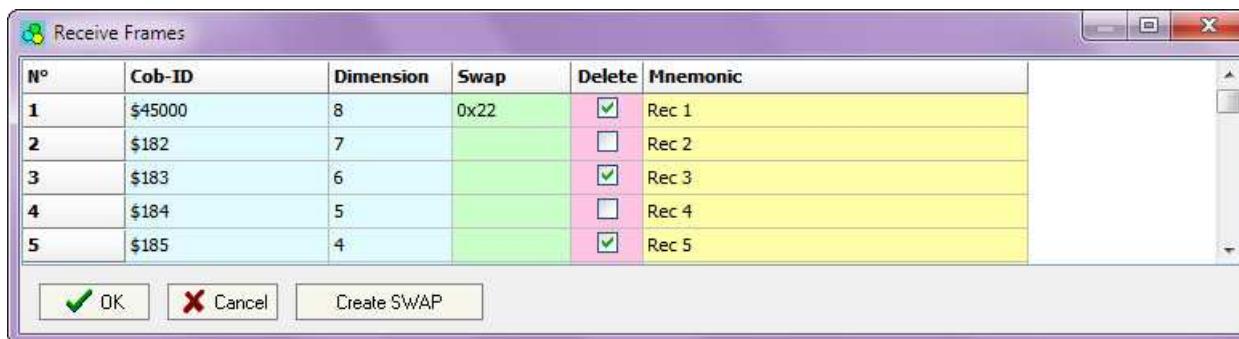 Receive Frames
N° Cob-ID Dimension Swap Delete Mnemonic
1 $45000 8 0x22 Rec 1
2 $182 7 Rec 2
3 $183 6 Rec 3
4 $184 5 Rec 4
5 $185 4 Rec 5
OK Cancel Create SWAP